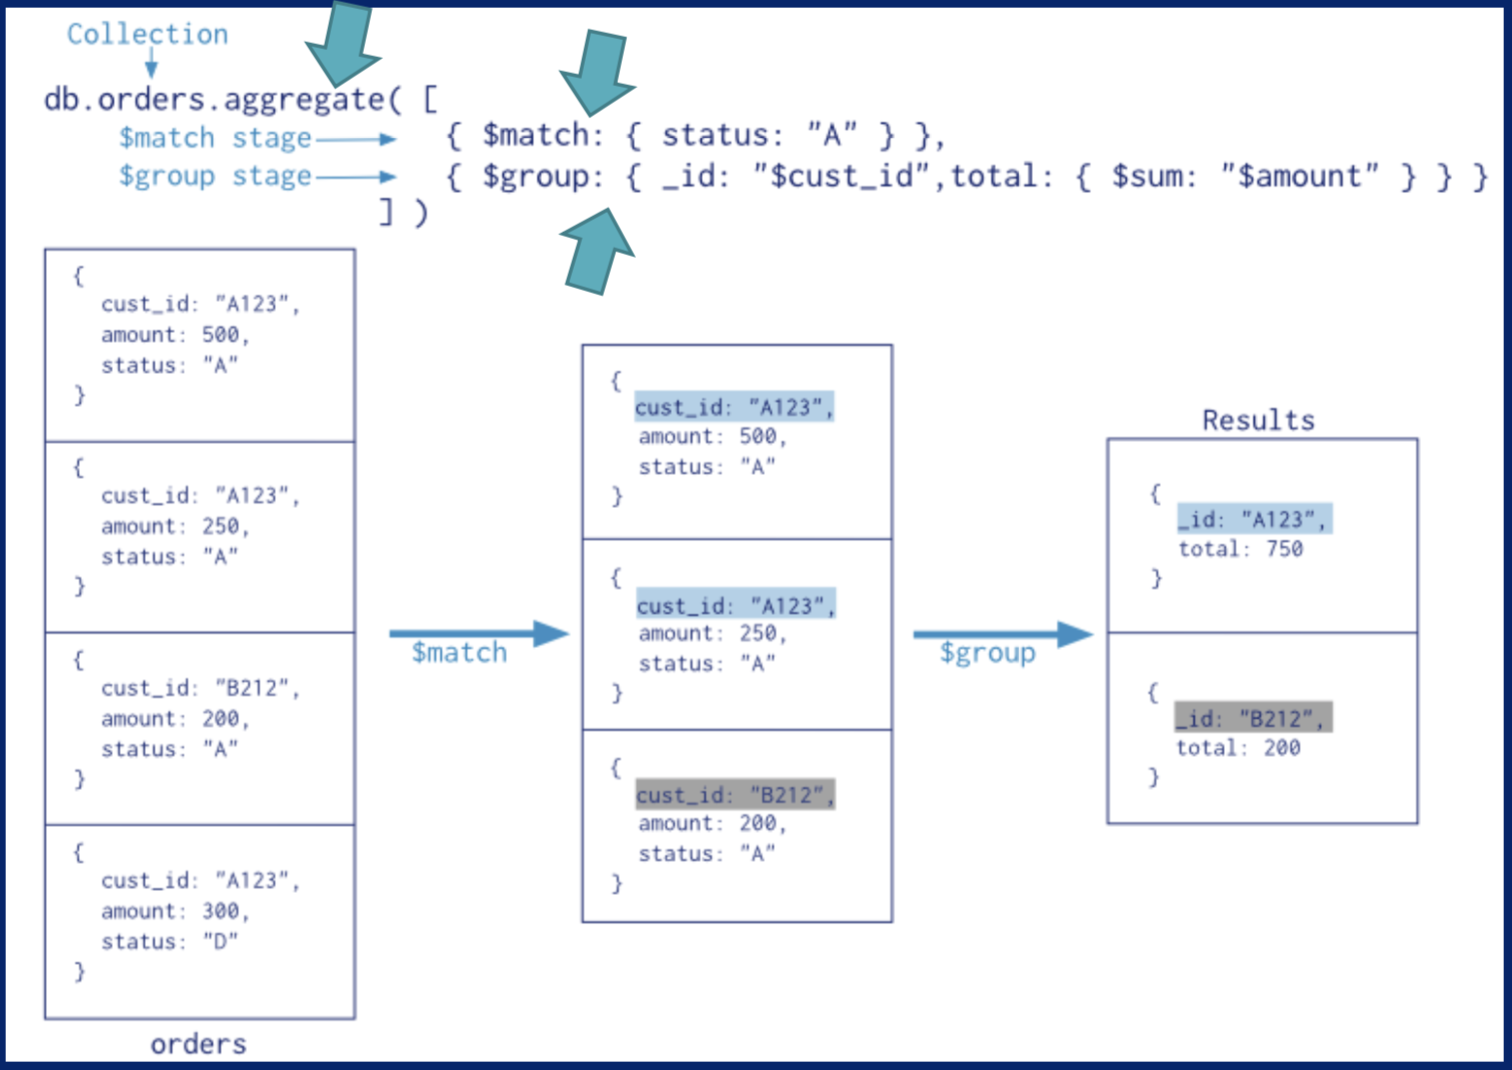 Collection
db.orders.aggregate( [
$match stage { $match: { status: "A" } },
$group stage { $group: { _id: "$cust_id",total: { $sum: "$amount" } } }
] )
{
cust_id: "A123",
amount: 500,
status: "A"
}
{
cust_id: "A123",
amount: 250,
status: "A"
}
{
cust_id: "B212",
amount: 200,
status: "A"
}
{
cust_id: "A123",
amount: 300,
status: "D"
}
orders
$match
{
cust_id: "A123",
amount: 500,
status: "A"
}
{
cust_id: "A123",
amount: 250,
status: "A"
}
{
cust_id: "B212",
amount: 200,
status: "A"
}
$group
Results
{
_id: "A123",
total: 750
}
{
_id: "B212",
total: 200
}